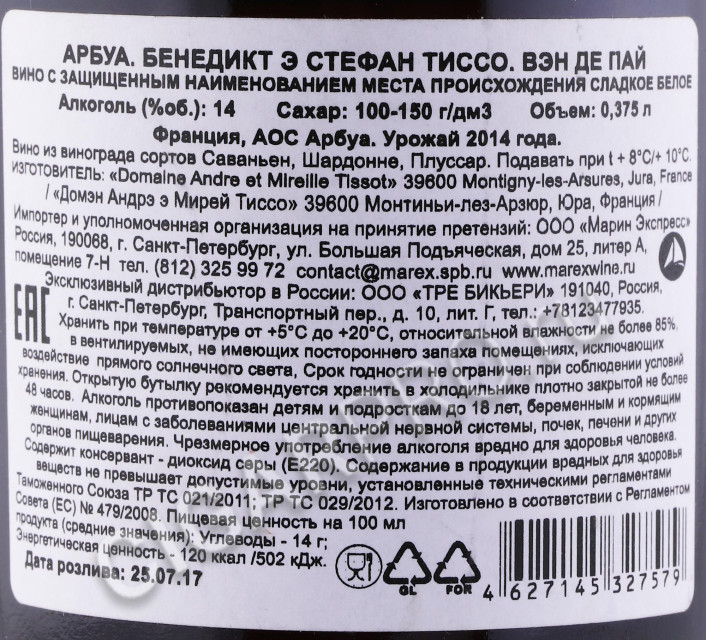 АРБУА. БЕНЕДИКТ Э СТЕФАН ТИССО. ВЭН ДЕ ПАЙ
ВИНО С ЗАЩИЩЕННЫМ НАИМЕНОВАНИЕМ МЕСТА ПРОИСХОЖДЕНИЯ СЛАДКОЕ БЕЛОЕ
Алкоголь (%об.): 14 Сахар: 100-150 г/дм3 Объем: 0,375 л
Франция, АОС Арбуа. Урожай 2014 года.
Вино из винограда сортов Саваньен, Шардонне, Плуссар. Подавать при t + 8°С/+ 10°С
изготовитель: «Domaine Andre et Mireille Tissot» 39600 Montigny-les-Arsures, Jura, France
/ «Домэн Андрэ э Мирей Тиссо» 39600 Монтиньи-лез-Арзюр, Юра, Франция /
Импортер и уполномоченная организация на принятие претензий: ООО «Марин Экспресс»
Россия, 190068, г. Санкт-Петербург, ул. Большая Подъяческая, дом 25, литер А,
помещение 7-Н тел. (812) 325 99 72 contact@marex.spb.ru www.marexwine.ru
Эксклюзивный дистрибьютор в России: ООО «ТРЕ БИКЬЕРИ» 191040, Россия,
г. Санкт-Петербург, Транспортный пер., д. 10, лит. Г, тел.: +78123477935.
EAC
Хранить при температуре от +5°С до +20°С, относительной влажности не более 85%,
в вентилируемых, не имеющих постороннего запаха помещениях, исключающих
воздействие прямого солнечного света, Срок годности не ограничен при соблюдении условий
хранения. Открытую бутылку рекомендуется хранить в холодильнике плотно закрытой не более
48 часов. Алкоголь противопоказан детям и подросткам до 18 лет, беременным и кормящим
женщинам, лицам с заболеваниями центральной нервной системы, почек, печени и других
органов пищеварения. Чрезмерное употребление алкоголя вредно для здоровья человека.
Содержит консервант - диоксид серы (Е220). Содержание в продукции вредных для здоровья
веществ не превышает допустимые уровни, установленные техническими регламентами
Таможенного Союза ТР ТС 021/2011; ТР ТС 029/2012. Изготовлено в соответствии с Регламентом
Совета (ЕС) № 479/2008. Пищевая ценность на 100 мл
продукта (средние значения): Углеводы - 14 г;
Энергетическая ценность - 120 ккал /502 кДж.
Дата розлива: 25.07.17
GL FOR
4 627145 327579